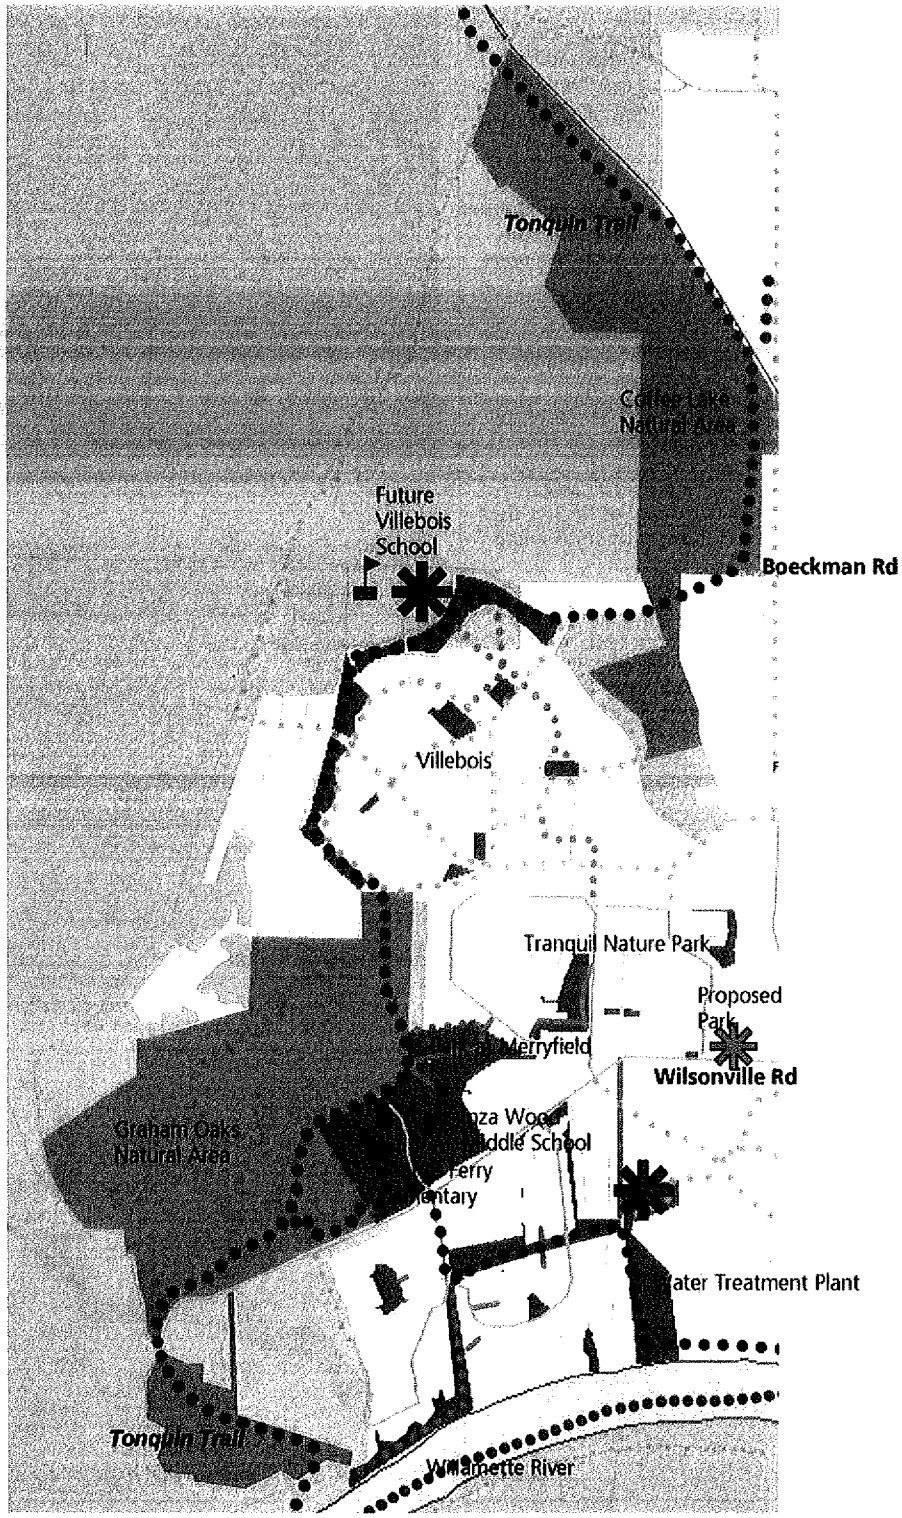 Tonquin Trail
Coffee Lake
Natural Area
Future
Villebois
School
Boeckman Rd
Villebois
Tranquil Nature Park
Proposed
Park
Merryfield
Wilsonville Rd
Graham Oaks
Natural Area
Wood
Middle School
Ferry
Water Treatment Plant
Tonquin Trail
Willamette River